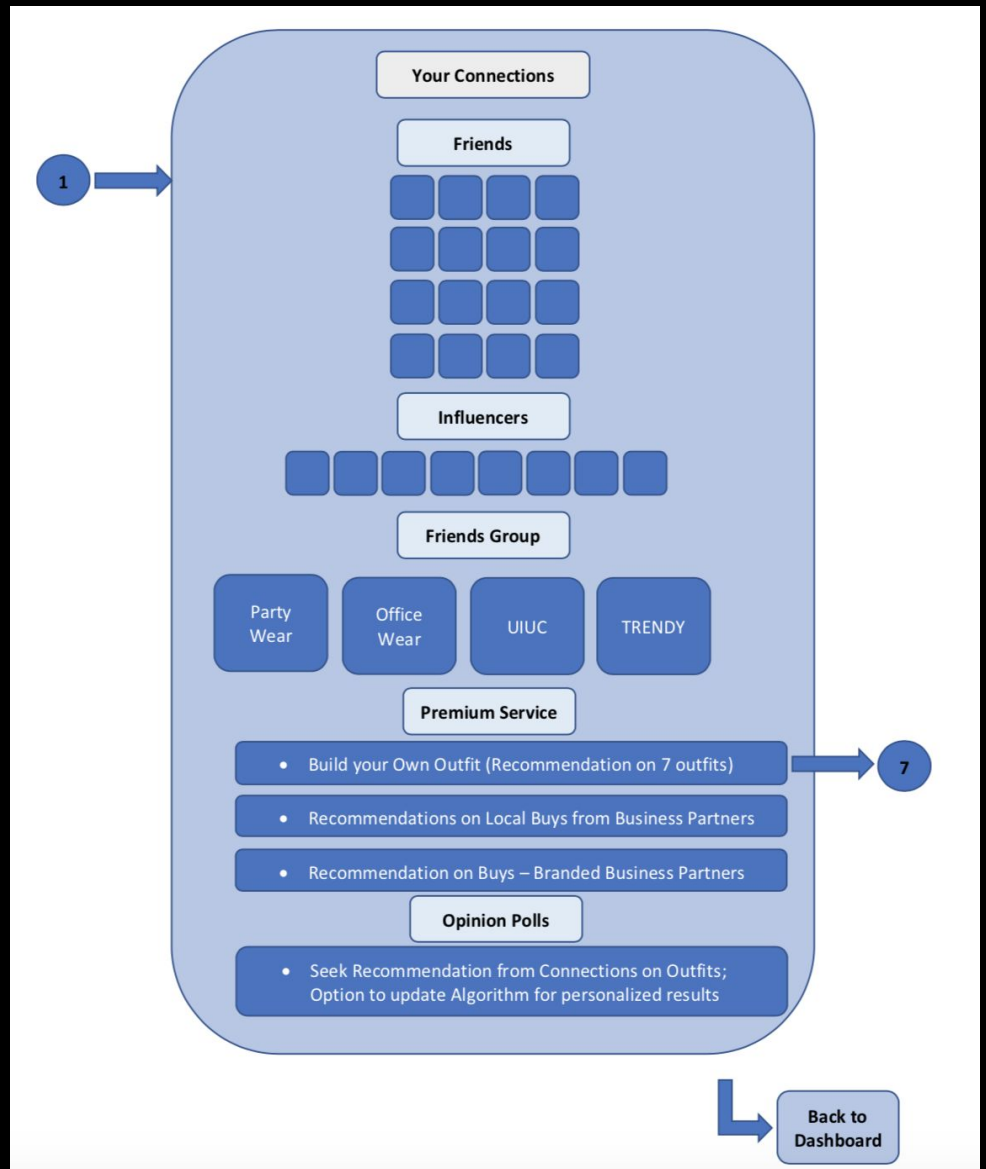 Your Connections
Friends
1
Influencers
Friends Group
Party
Wear
Office
Wear
UIUC
TRENDY
Premium Service
• Build your Own Outfit (Recommendation on 7 outfits)
7
• Recommendations on Local Buys from Business Partners
• Recommendation on Buys – Branded Business Partners
Opinion Polls
• Seek Recommendation from Connections on Outfits;
Option to update Algorithm for personalized results
Back to
Dashboard